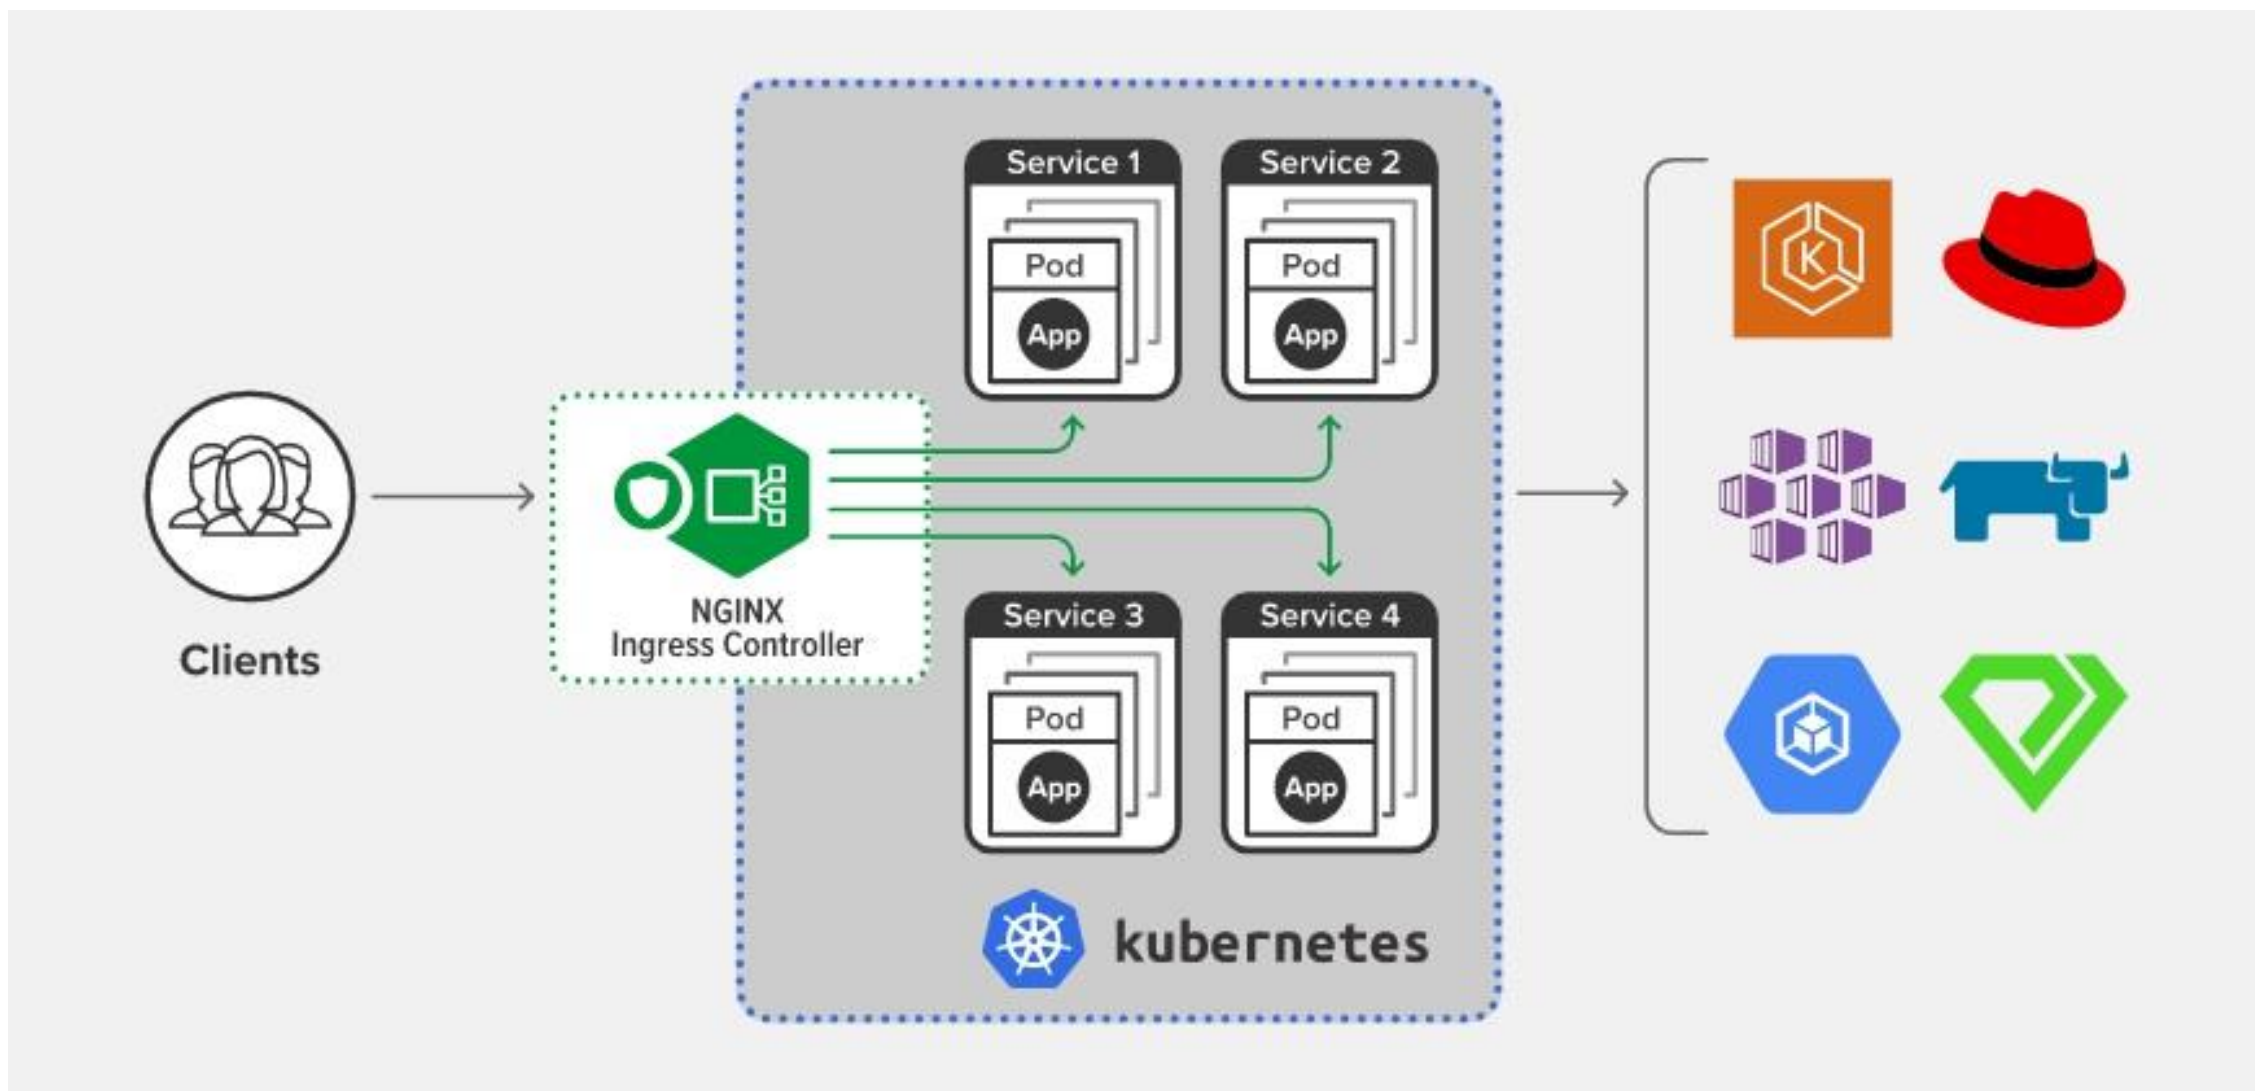 Clients
NGINX
Ingress Controller
Service 1
Pod
App
Service 2
Pod
App
Service 3
Pod
App
Service 4
Pod
App
kubernetes
K